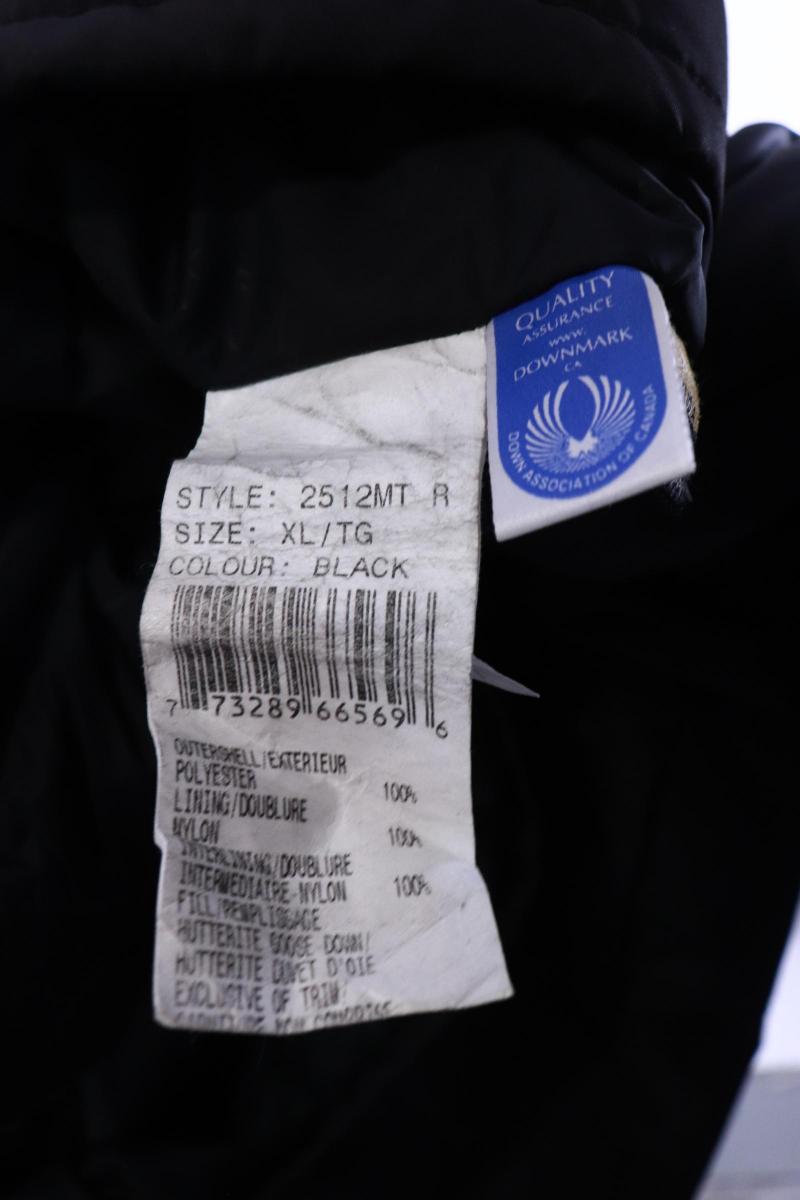 QUALITY
ASSURANCE
www.
DOWNMARK
CA
DOWN ASSOCIATION OF CANADA
STYLE: 2512MT R
SIZE: XL/TG
COLOUR: BLACK
7 73289 66569 6
OUTERSHELL/EXTERIEUR
POLYESTER 100%
LINING/DOUBLURE
NYLON 100%
INTERLINING/DOUBLURE
INTERMEDIAIRE-NYLON 100%
FILL/REMPLISSAGE
HUTTERITE GOOSE DOWN/
HUTTERITE DUVET D'OIE
EXCLUSIVE OF TRIM/